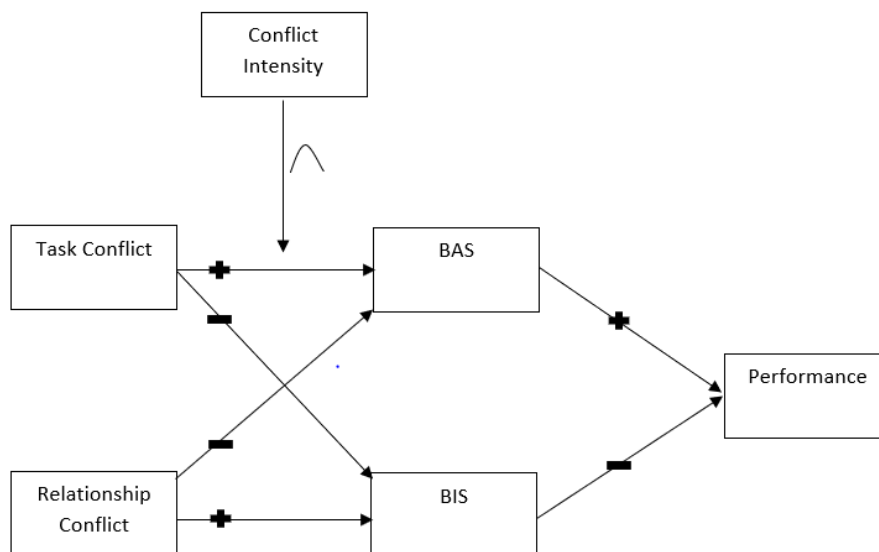 Conflict
Intensity
Task Conflict
BAS
Performance
Relationship
Conflict
BIS